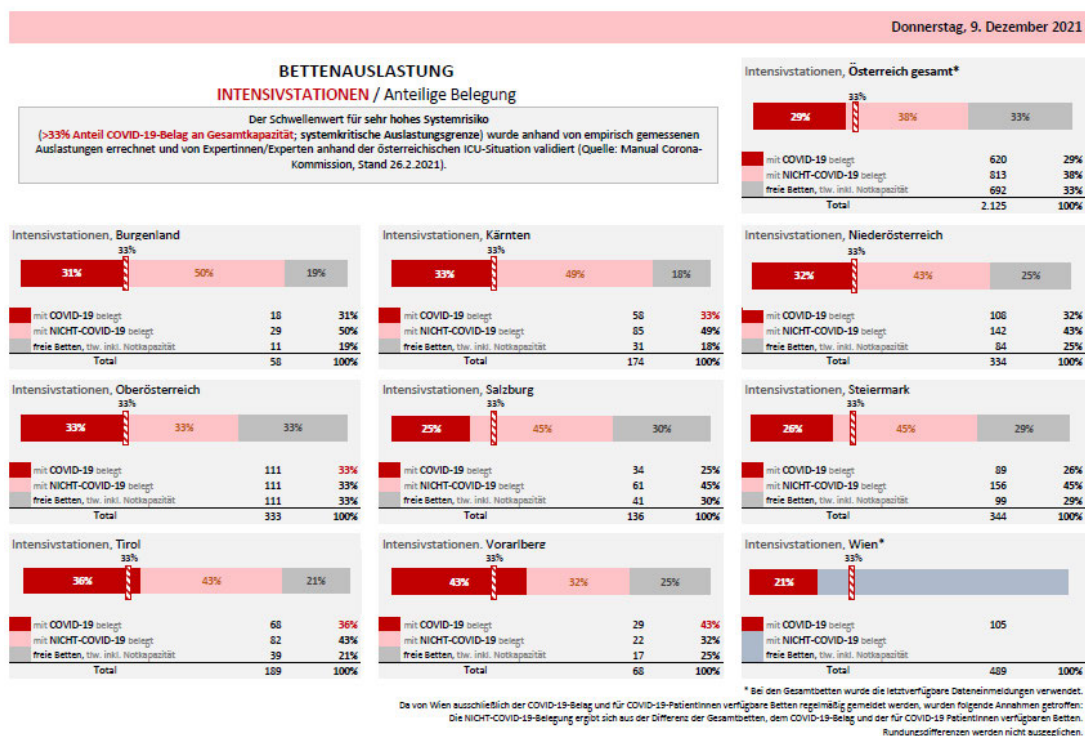 Donnerstag, 9. Dezember 2021
BETTENAUSLASTUNG
INTENSIVSTATIONEN / Anteilige Belegung
Der Schwellenwert für sehr hohes Systemrisiko
(>33% Anteil COVID-19-Belag an Gesamtkapazität; systemkritische Auslastungsgrenze) wurde anhand von empirisch gemessenen
Auslastungen errechnet und von Expertinnen/Experten anhand der österreichischen ICU-Situation validiert (Quelle: Manual Corona-
Kommission, Stand 26.2.2021).
Intensivstationen, Österreich gesamt*
33%
29% 38% 33%
mit COVID-19 belegt 620 29%
mit NICHT-COVID-19 belegt 813 38%
freie Betten, tlw. inkl. Notkapazität 692 33%
Total 2.125 100%
Intensivstationen, Burgenland
33%
31% 50% 19%
mit COVID-19 belegt 18 31%
mit NICHT-COVID-19 belegt 29 50%
freie Betten, tlw. inkl. Notkapazität 11 19%
Total 58 100%
Intensivstationen, Kärnten
33%
33% 49% 18%
mit COVID-19 belegt 58 33%
mit NICHT-COVID-19 belegt 85 49%
freie Betten, tlw. inkl. Notkapazität 31 18%
Total 174 100%
Intensivstationen, Niederösterreich
33%
32% 43% 25%
mit COVID-19 belegt 108 32%
mit NICHT-COVID-19 belegt 142 43%
freie Betten, tlw. inkl. Notkapazität 84 25%
Total 334 100%
Intensivstationen, Oberösterreich
33%
33% 33% 33%
mit COVID-19 belegt 111 33%
mit NICHT-COVID-19 belegt 111 33%
freie Betten, tlw. inkl. Notkapazität 111 33%
Total 333 100%
Intensivstationen, Salzburg
33%
25% 45% 30%
mit COVID-19 belegt 34 25%
mit NICHT-COVID-19 belegt 61 45%
freie Betten, tlw. inkl. Notkapazität 41 30%
Total 136 100%
Intensivstationen, Steiermark
33%
26% 45% 29%
mit COVID-19 belegt 89 26%
mit NICHT-COVID-19 belegt 156 45%
freie Betten, tlw. inkl. Notkapazität 99 29%
Total 344 100%
Intensivstationen, Tirol
33%
36% 43% 21%
mit COVID-19 belegt 68 36%
mit NICHT-COVID-19 belegt 82 43%
freie Betten, tlw. inkl. Notkapazität 39 21%
Total 189 100%
Intensivstationen. Vorarlberg
33%
43% 32% 25%
mit COVID-19 belegt 29 43%
mit NICHT-COVID-19 belegt 22 32%
freie Betten, tlw. inkl. Notkapazität 17 25%
Total 68 100%
Intensivstationen, Wien*
33%
21%
mit COVID-19 belegt 105
mit NICHT-COVID-19 belegt
freie Betten, tlw. inkl. Notkapazität
Total 489 100%
* Bei den Gesamtbetten wurde die letztverfügbare Dateneinmeldungen verwendet.
Da von Wien ausschließlich der COVID-19-Belag und für COVID-19-PatientInnen verfügbare Betten regelmäßig gemeldet werden, wurden folgende Annahmen getroffen:
Die NICHT-COVID-19-Belegung ergibt sich aus der Differenz der Gesamtbetten, dem COVID-19-Belag und der für COVID-19 PatientInnen verfügbaren Betten.
Rundungsdifferenzen werden nicht ausgeglichen.